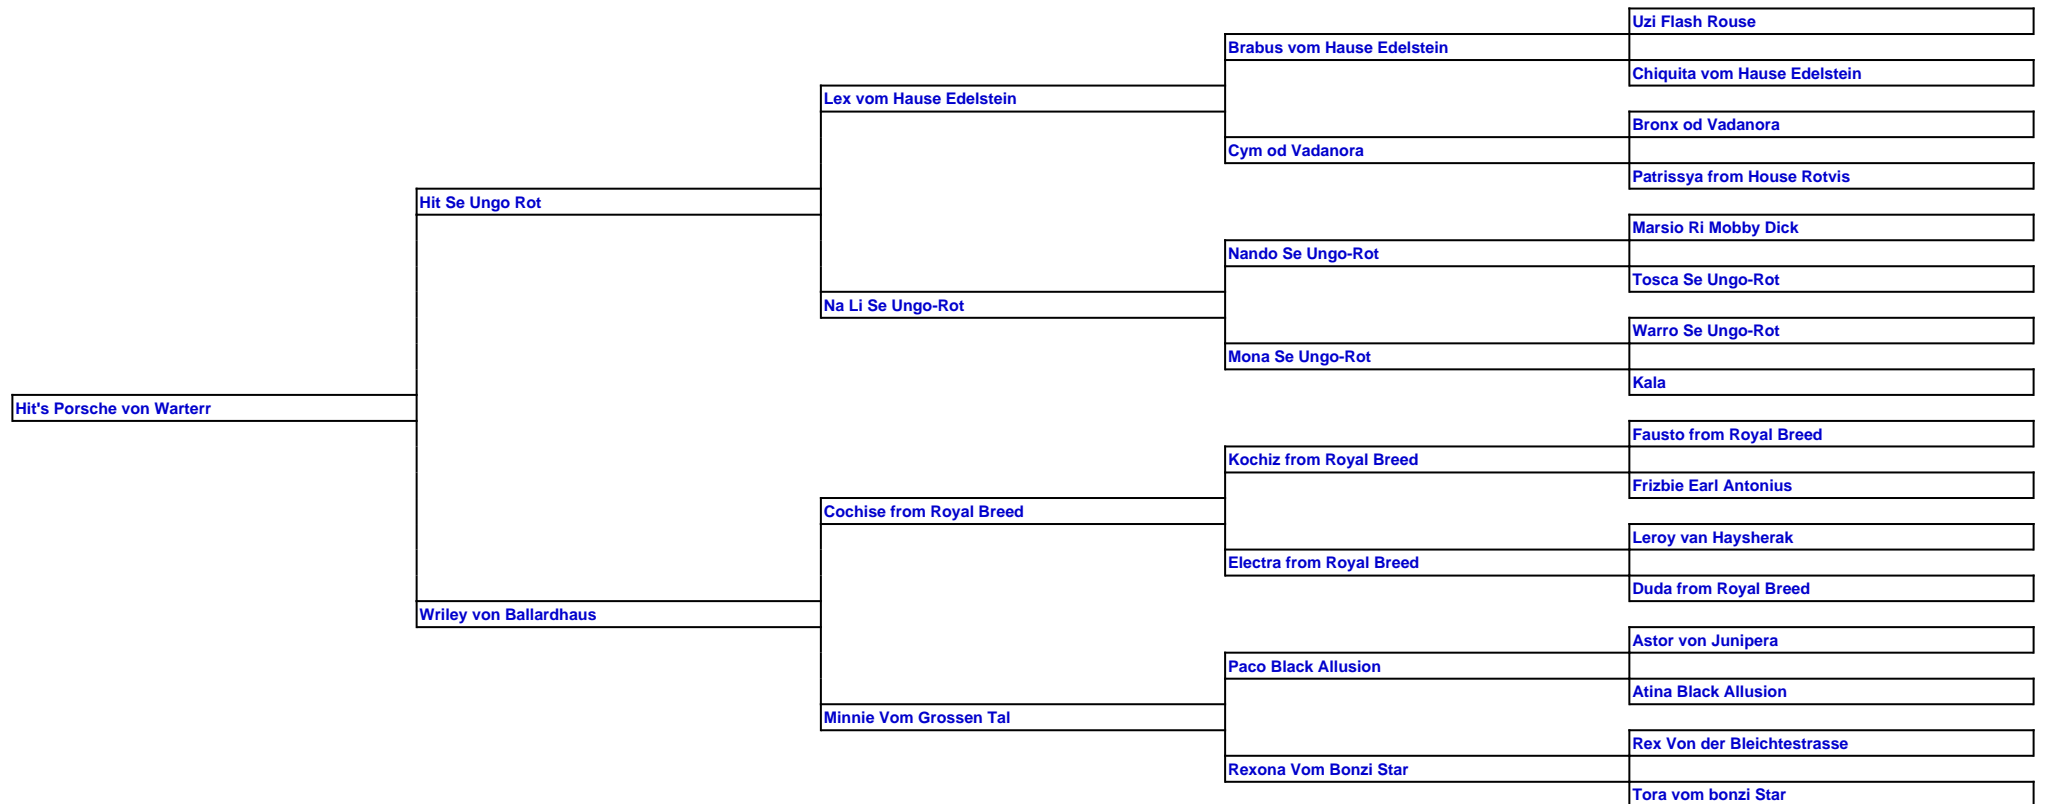 Uzi Flash Rouse
Brabus vom Hause Edelstein
Chiquita vom Hause Edelstein
Lex vom Hause Edelstein
Bronx od Vadanora
Cym od Vadanora
Patrissya from House Rotvis
Hit Se Ungo Rot
Marsio Ri Mobby Dick
Nando Se Ungo-Rot
Tosca Se Ungo-Rot
Na Li Se Ungo-Rot
Warro Se Ungo-Rot
Mona Se Ungo-Rot
Kala
Hit's Porsche von Warterr
Fausto from Royal Breed
Kochiz from Royal Breed
Frizbie Earl Antonius
Cochise from Royal Breed
Leroy van Haysherak
Electra from Royal Breed
Duda from Royal Breed
Wriley von Ballardhaus
Astor von Junipera
Paco Black Allusion
Atina Black Allusion
Minnie Vom Grossen Tal
Rex Von der Bleichtestrasse
Rexona Vom Bonzi Star
Tora vom bonzi Star